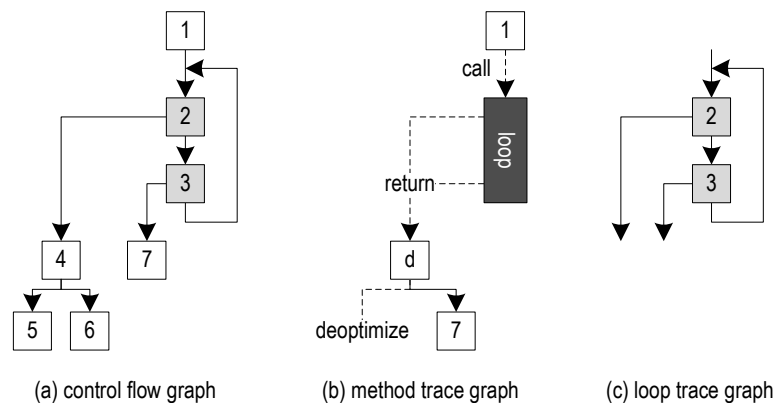 1
1
call
2
loop
2
3
return
3
4
7
d
5
6
deoptimize
7
(a) control flow graph
(b) method trace graph
(c) loop trace graph